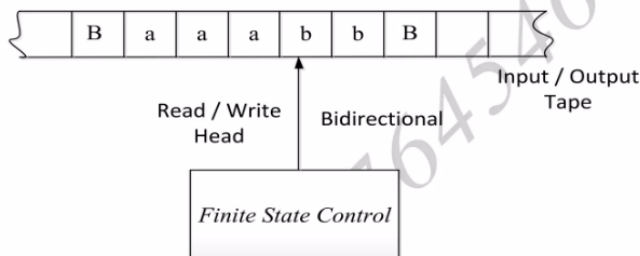 B a a a b b B
Input / Output
Tape
Read / Write
Head
Bidirectional
Finite State Control